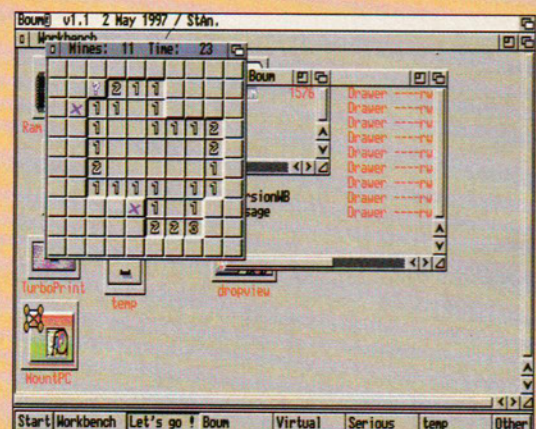 Boum@ v1.1 2 May 1997 / StAn.
Workbench
Mines: 11 Time: 23
Boum
2 2 1 1
1 1 1
1 1 1 1 2
1 2
2 1
1 1 1 1 1 1
1 1
2 2 3
Ram
1576
Drawer ----rw
Drawer ----rw
Drawer ----rw
Drawer ----rw
Drawer ----rw
Drawer ----rw
Drawer ----rw
Drawer ----rw
Drawer ----rw
rsionWB
sage
TurboPrint
temp
dropview
MountPC
Start Workbench Let's go ! Boum Virtual Serious temp Other